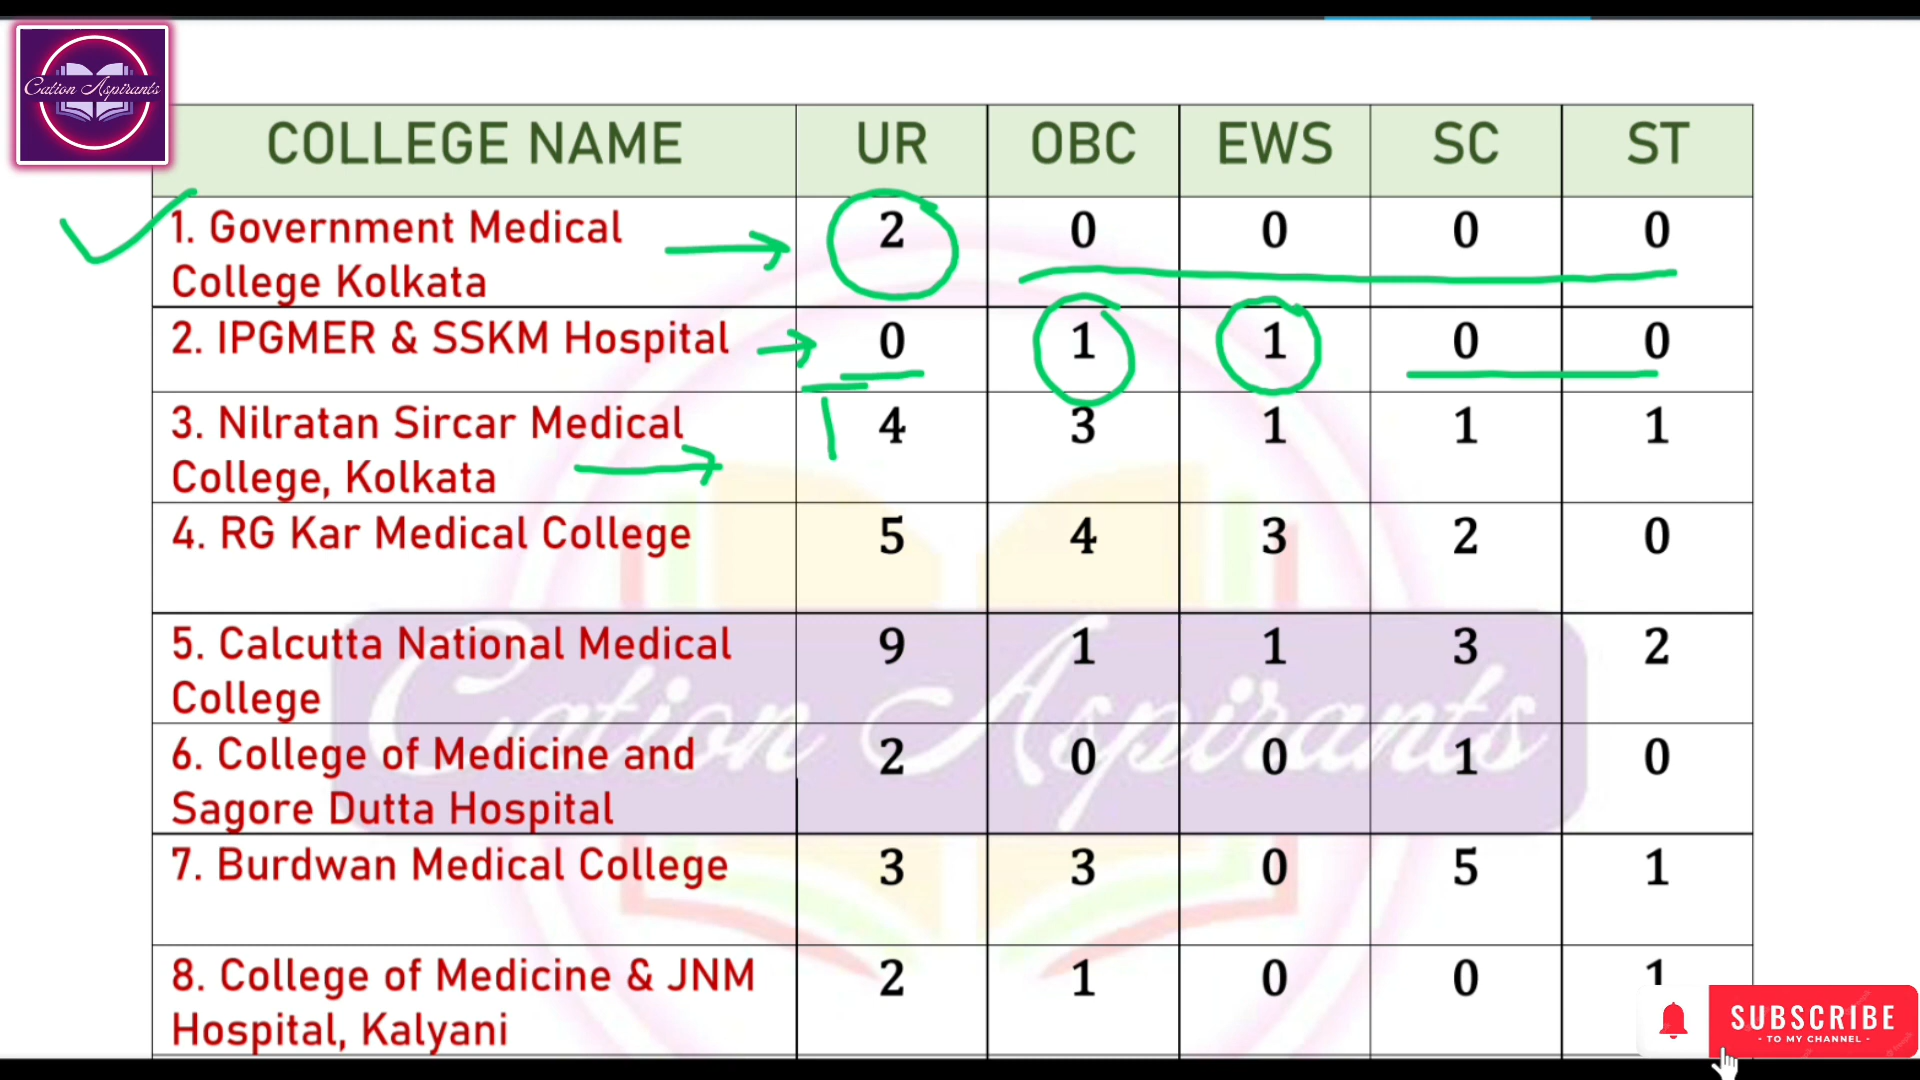 Cation Aspirants
COLLEGE NAME UR OBC EWS SC ST
1. Government Medical
College Kolkata 2 0 0 0 0
2. IPGMER & SSKM Hospital 0 1 1 0 0
3. Nilratan Sircar Medical
College, Kolkata 4 3 1 1 1
4. RG Kar Medical College 5 4 3 2 0
5. Calcutta National Medical
College 9 1 1 3 2
6. College of Medicine and
Sagore Dutta Hospital 2 0 0 1 0
7. Burdwan Medical College 3 3 0 5 1
8. College of Medicine & JNM
Hospital, Kalyani 2 1 0 0 1
Cation Aspirants
SUBSCRIBE
- TO MY CHANNEL -